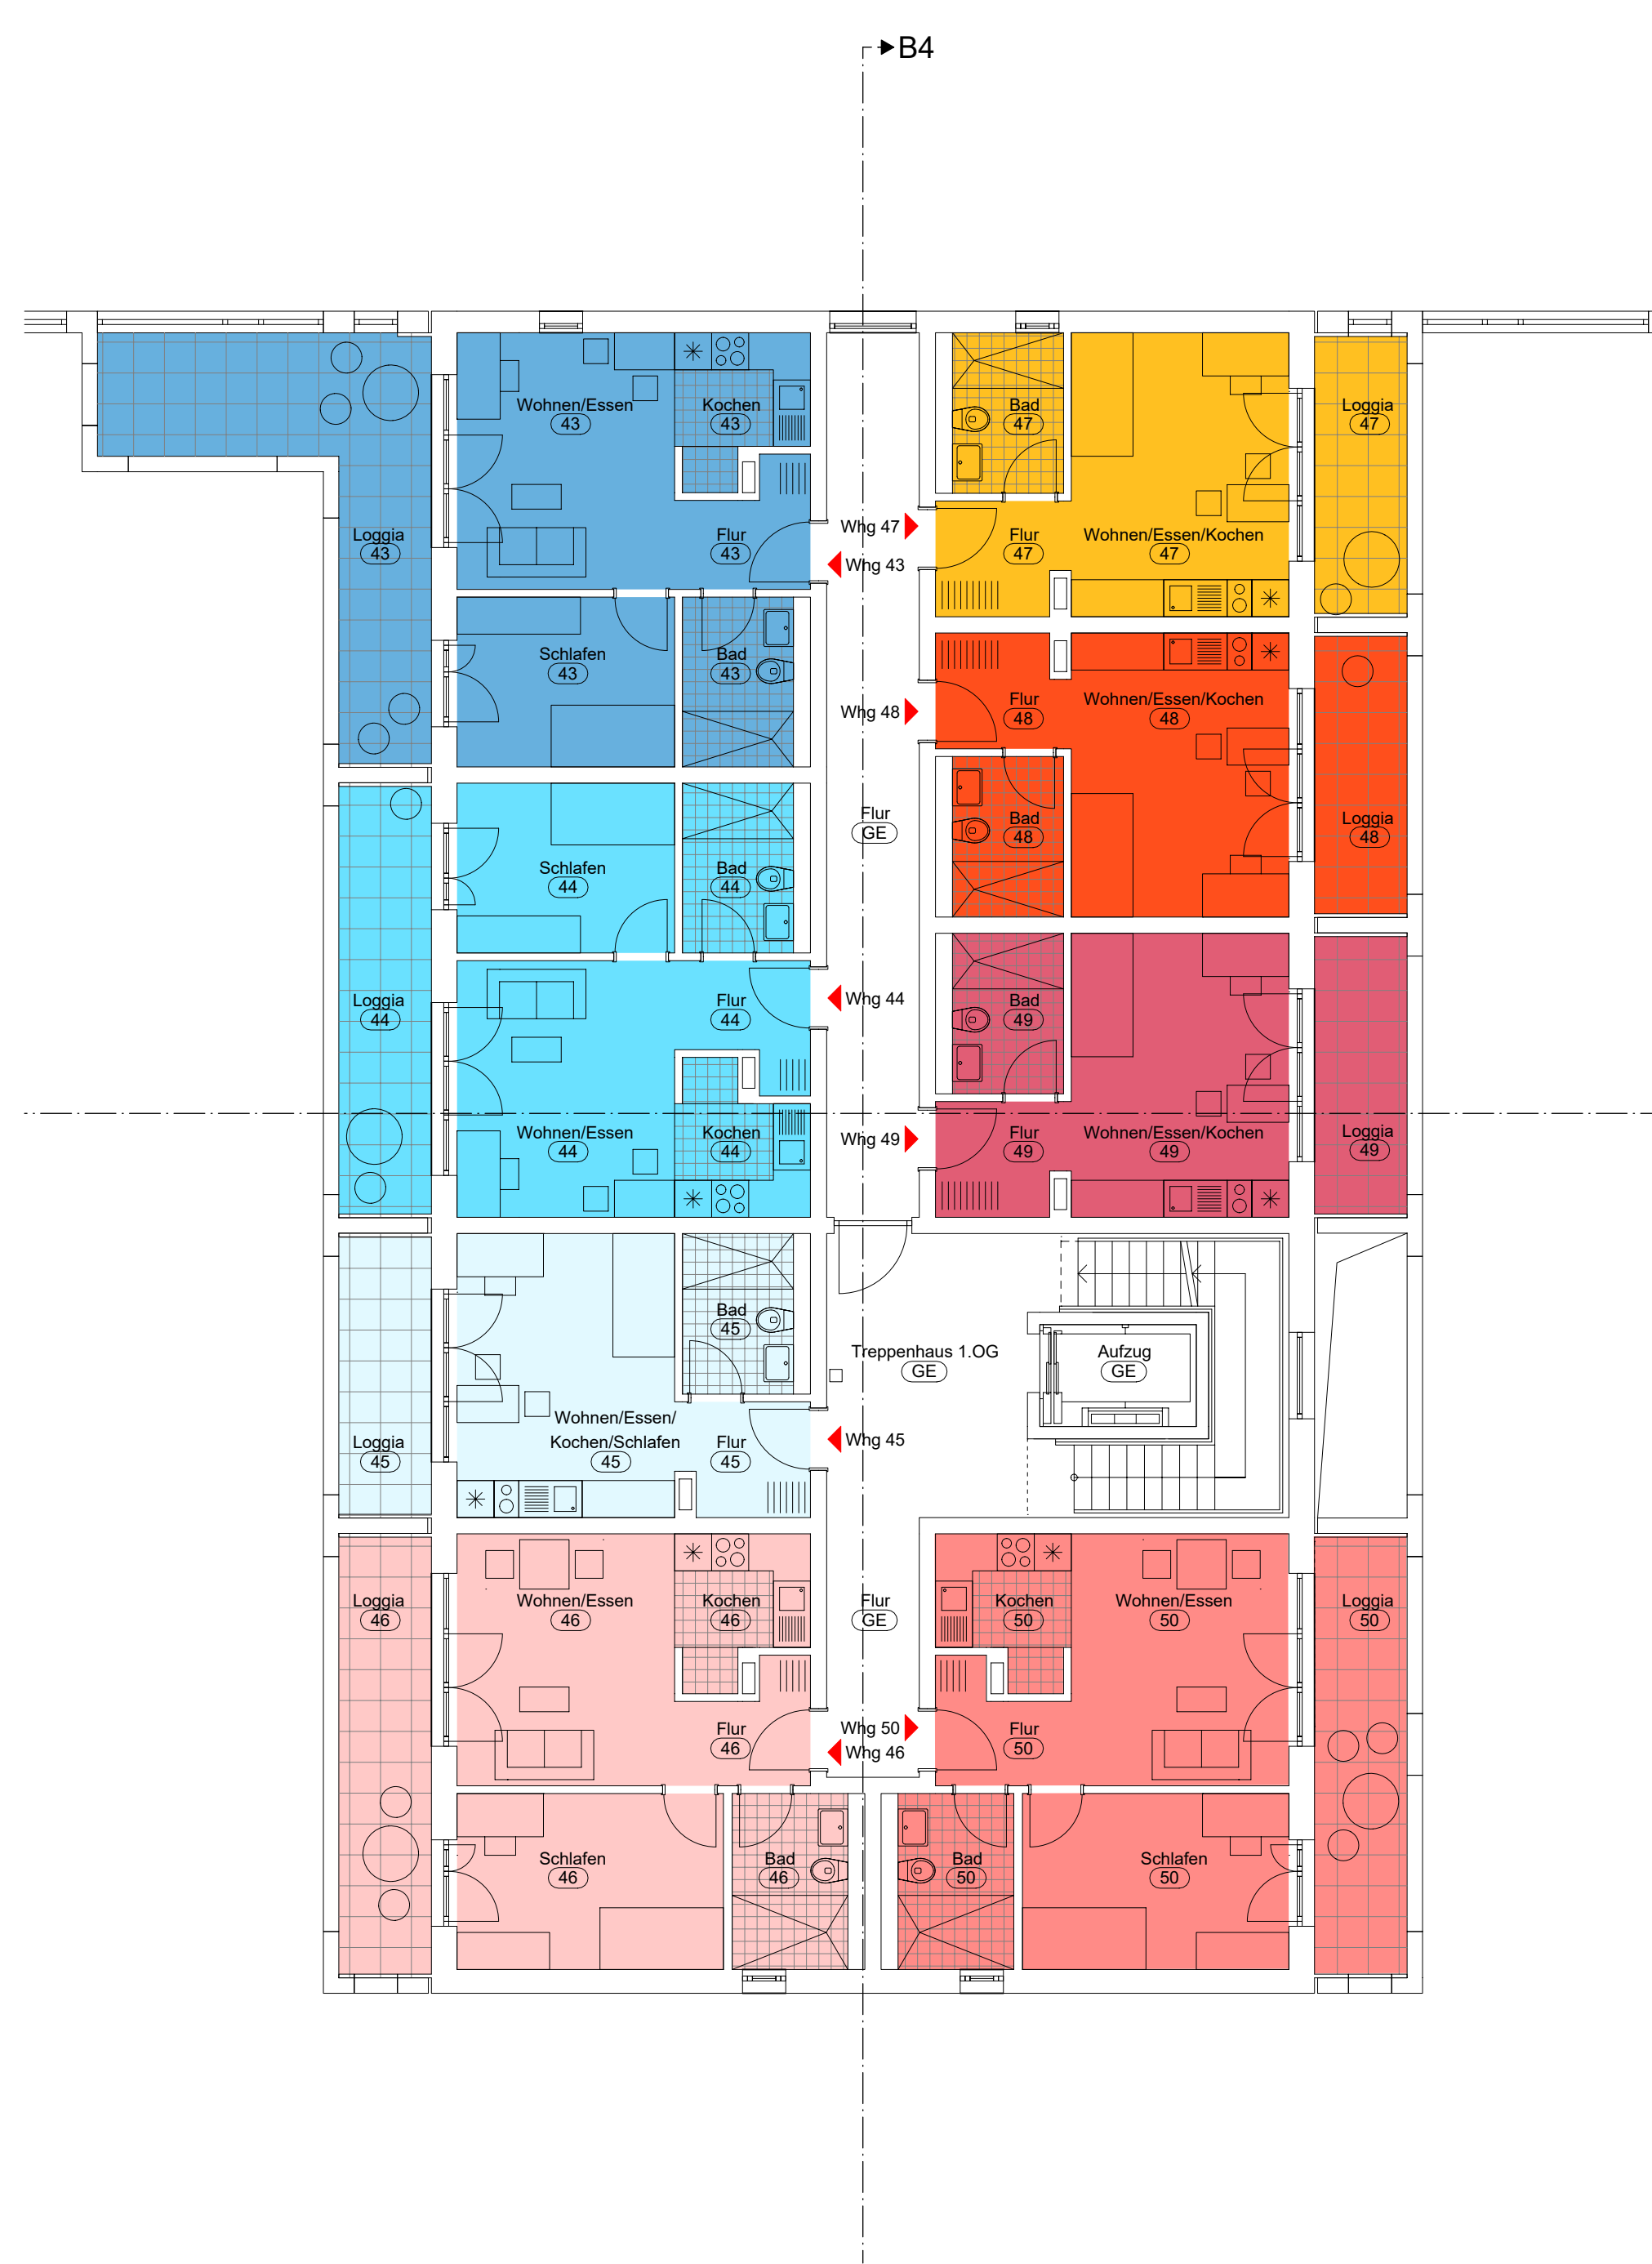 B4
Wohnen/Essen
43
Kochen
43
Bad
47
Loggia
47
Loggia
43
Flur
43
Whg 47
Whg 43
Flur
47
Wohnen/Essen/Kochen
47
Schlafen
43
Bad
43
Whg 48
Flur
48
Wohnen/Essen/Kochen
48
Flur
GE
Bad
48
Loggia
48
Schlafen
44
Bad
44
Loggia
44
Flur
44
Whg 44
Bad
49
Wohnen/Essen
44
Kochen
44
Whg 49
Flur
49
Wohnen/Essen/Kochen
49
Loggia
49
Bad
45
Treppenhaus 1.OG
GE
Aufzug
GE
Loggia
45
Wohnen/Essen/
Kochen/Schlafen
45
Flur
45
Whg 45
Loggia
46
Wohnen/Essen
46
Kochen
46
Flur
GE
Kochen
50
Wohnen/Essen
50
Loggia
50
Flur
46
Whg 50
Whg 46
Flur
50
Schlafen
46
Bad
46
Bad
50
Schlafen
50